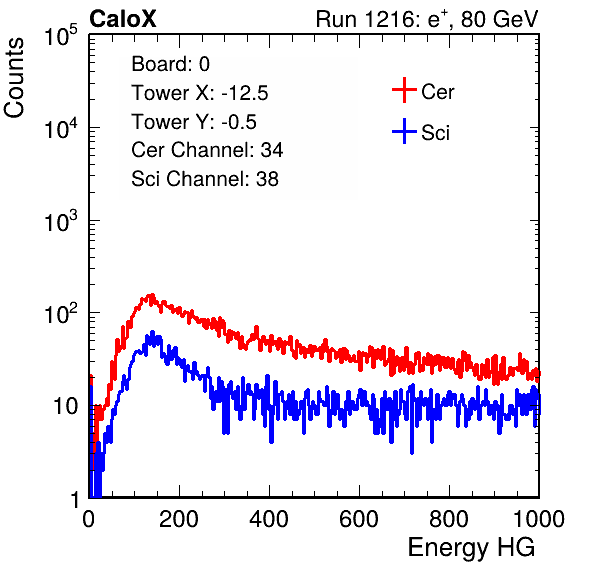 CaloX Run 1216: e⁺, 80 GeV
Counts
10⁵
10⁴
10³
10²
10
1
Board: 0
Tower X: -12.5
Tower Y: -0.5
Cer Channel: 34
Sci Channel: 38
Cer
Sci
0 200 400 600 800 1000
Energy HG